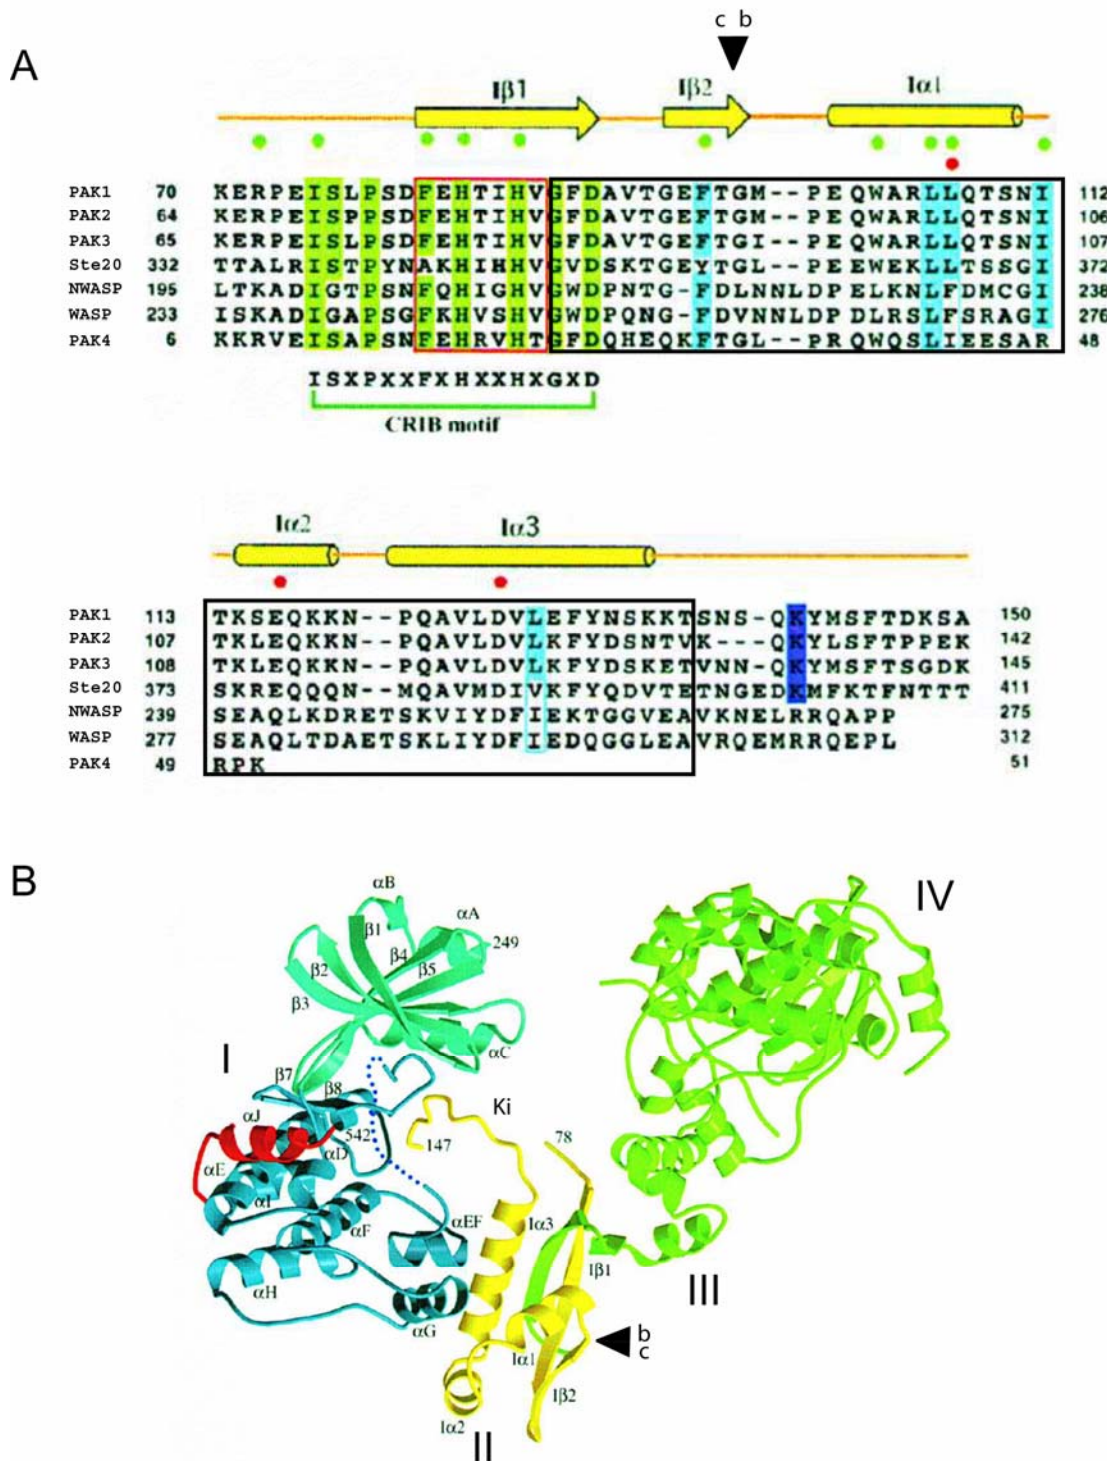 A
c b
Iβ1
Iβ2
Iα1
PAK1 70 KERPEISLPSDFEHTIHVGFDAVTGEFTGM--PEQWARLLQTSNI 112
PAK2 64 KERPEISPPSDFEHTIHVGFDAVTGEFTGM--PEQWARLLQTSNI 106
PAK3 65 KERPEISLPSDFEHTIHVGFDAVTGEFTGI--PEQWARLLQTSNI 107
Ste20 332 TTALRISTPYNAKHIHHVGVDSKTGEYTGL--PEEWEKLLTSSGI 372
NWASP 195 LTKADIGTPSNFQHIGHVGWDPNTG-FDLNNLDPELKNLFDMCGI 238
WASP 233 ISKADIGAPSGFKHVSHVGWDPQNG-FDVNNLDPDLRSLFSRAGI 276
PAK4 6 KKRVEISAPSNFEHRVHTGFDQHEQKFTGL--PRQWQSLIEESAR 48
ISXPXXFXHXXHXGXD
CRIB motif
Iα2
Iα3
PAK1 113 TKSEQKKN--PQAVLDVLEFYNSKKTSNS-QKYMSFTDKSA 150
PAK2 107 TKLEQKKN--PQAVLDVLKFYDSNTVK---QKYLSFTPPEK 142
PAK3 108 TKLEQKKN--PQAVLDVLKFYDSKETVNN-QKYMSFTSGDK 145
Ste20 373 SKREQQQN--MQAVMDIVKFYQDVTETNGEDKMFKTFNTTT 411
NWASP 239 SEAQLKDRETSKVIYDFIEKTGGVEAVKNELRRQAPP 275
WASP 277 SEAQLTDAETSKLIYDFIEDQGGLEAVRQEMRRQEPL 312
PAK4 49 RPK 51
B
αB
IV
αA
β1
249
β4
β2
β5
β3
αC
I
β7
β8
Ki
αJ
542
147
78
αD
αE
αI
αF
αEF
Iα3
Iβ1
αH
III
αG
b
c
Iα1
Iβ2
Iα2
II